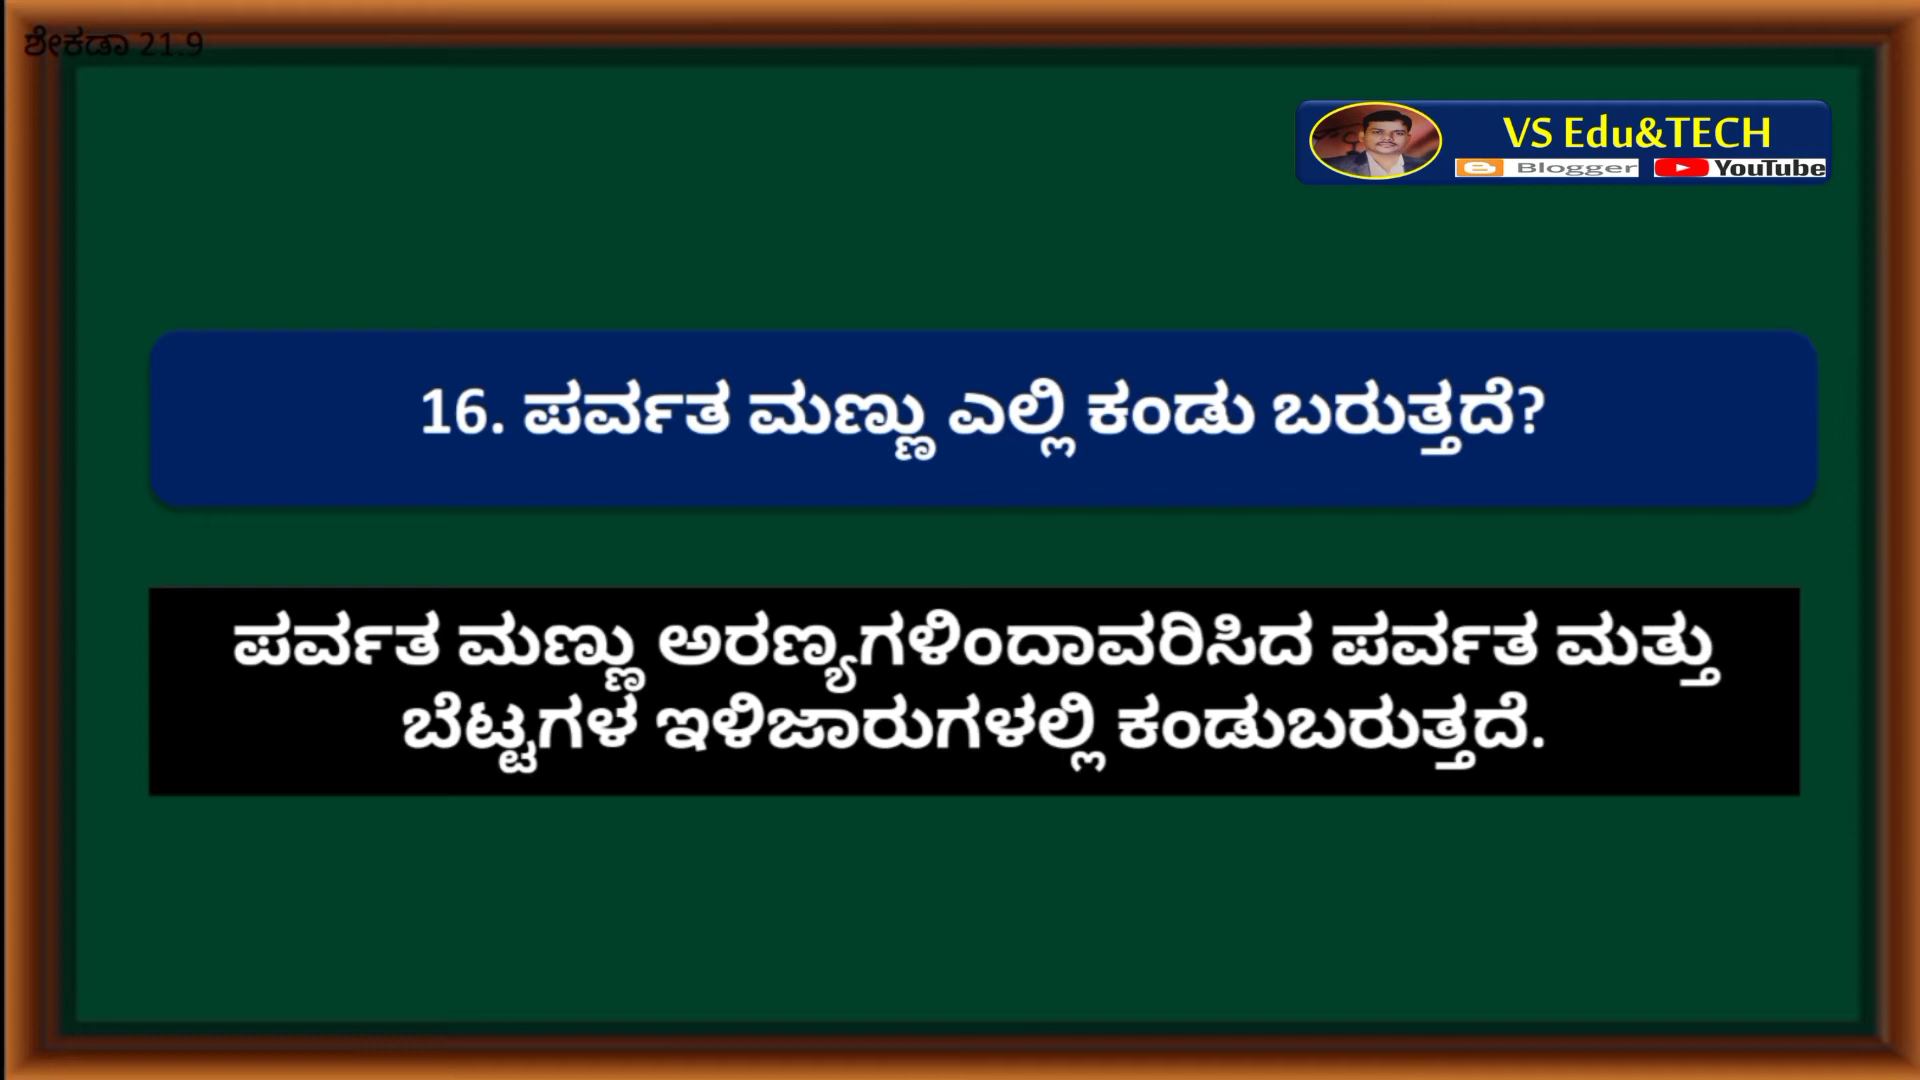 ಶೇಕಡಾ 21.9
VS Edu&TECH
Blogger YouTube
16. ಪರ್ವತ ಮಣ್ಣು ಎಲ್ಲಿ ಕಂಡು ಬರುತ್ತದೆ?
ಪರ್ವತ ಮಣ್ಣು ಅರಣ್ಯಗಳಿಂದಾವರಿಸಿದ ಪರ್ವತ ಮತ್ತು
ಬೆಟ್ಟಗಳ ಇಳಿಜಾರುಗಳಲ್ಲಿ ಕಂಡುಬರುತ್ತದೆ.